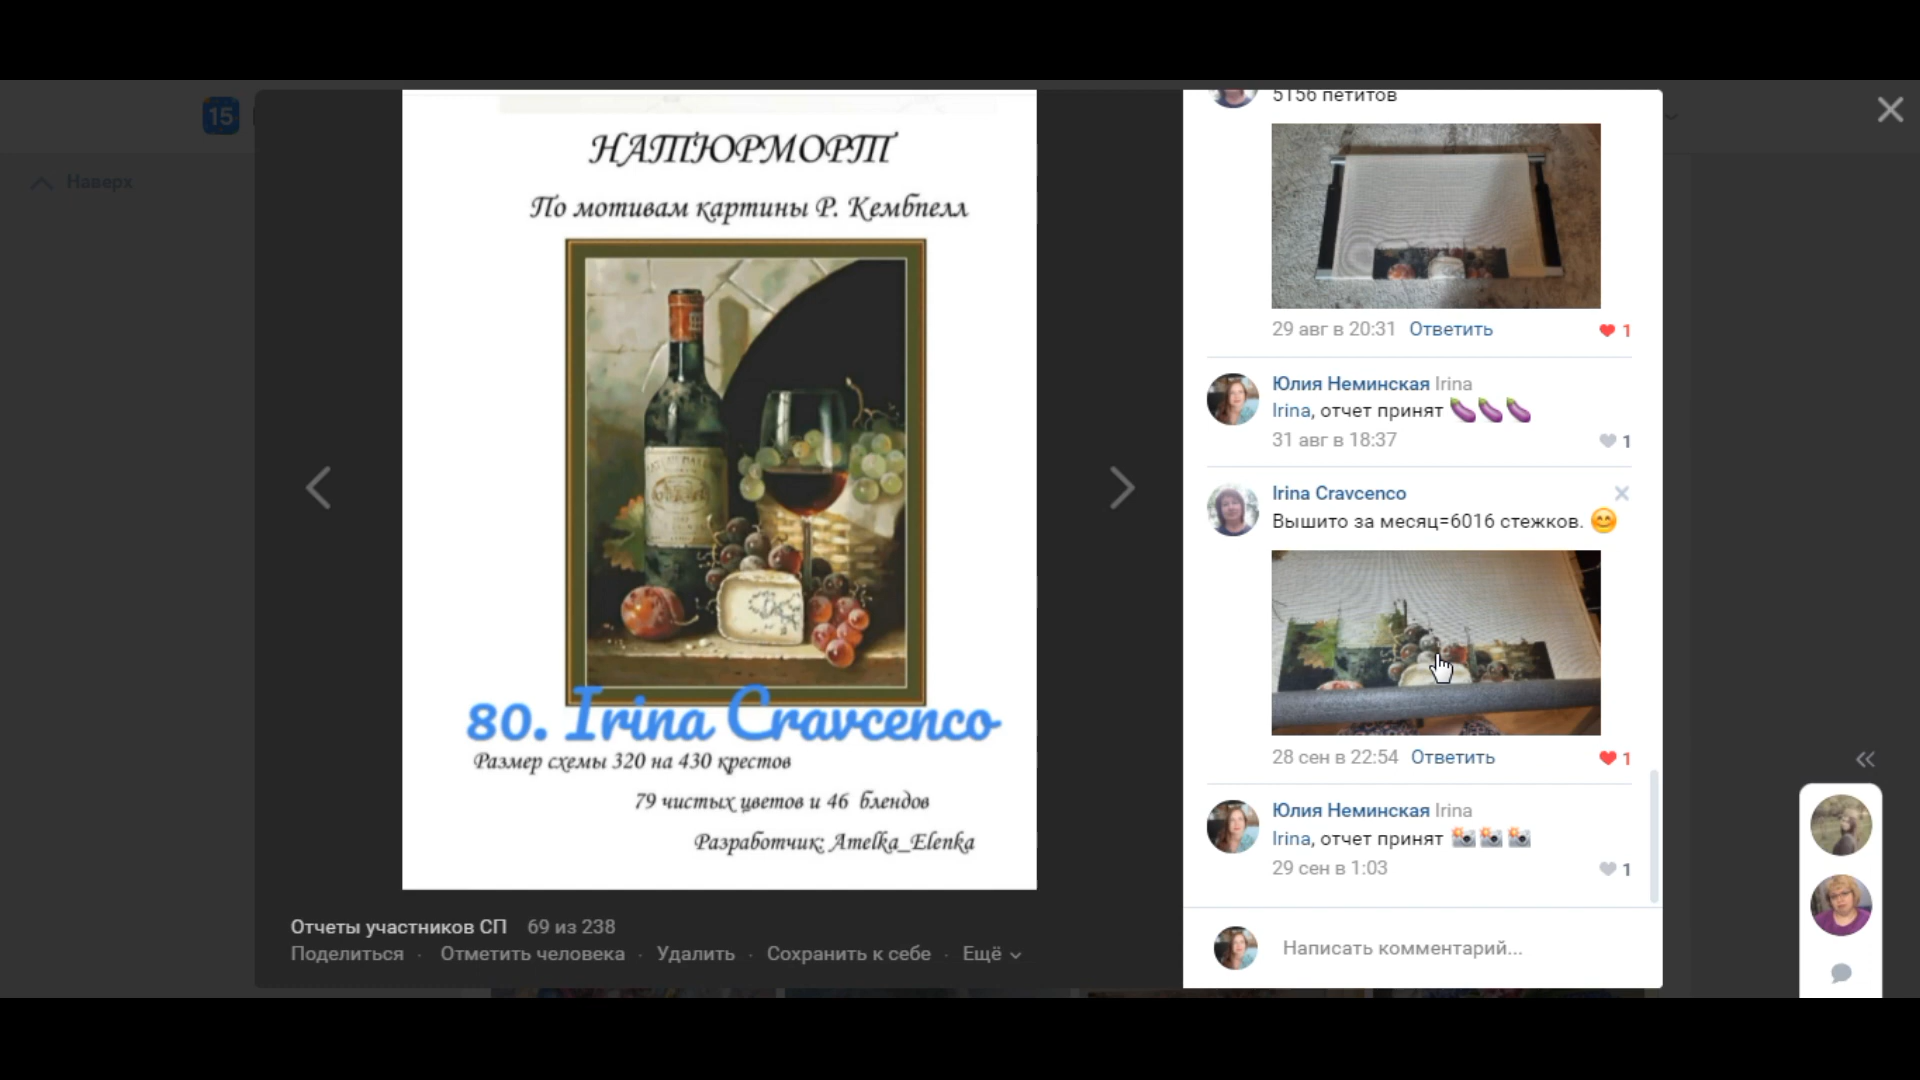 15
Наверх
НАТЮРМОРТ
По мотивам картины Р. Кембпелл
80. Irina Cravcenco
Размер схемы 320 на 430 крестов
79 чистых цветов и 46 блендов
Разработчик: Amelka_Elenka
Отчеты участников СП 69 из 238
Поделиться · Отметить человека · Удалить · Сохранить к себе · Ещё
5156 петитов
29 авг в 20:31 Ответить 1
Юлия Неминская Irina
Irina, отчет принят 🍆🍆🍆
31 авг в 18:37 1
Irina Cravcenco
Вышито за месяц=6016 стежков. 😊
28 сен в 22:54 Ответить 1
Юлия Неминская Irina
Irina, отчет принят 📸📸📸
29 сен в 1:03 1
Написать комментарий...